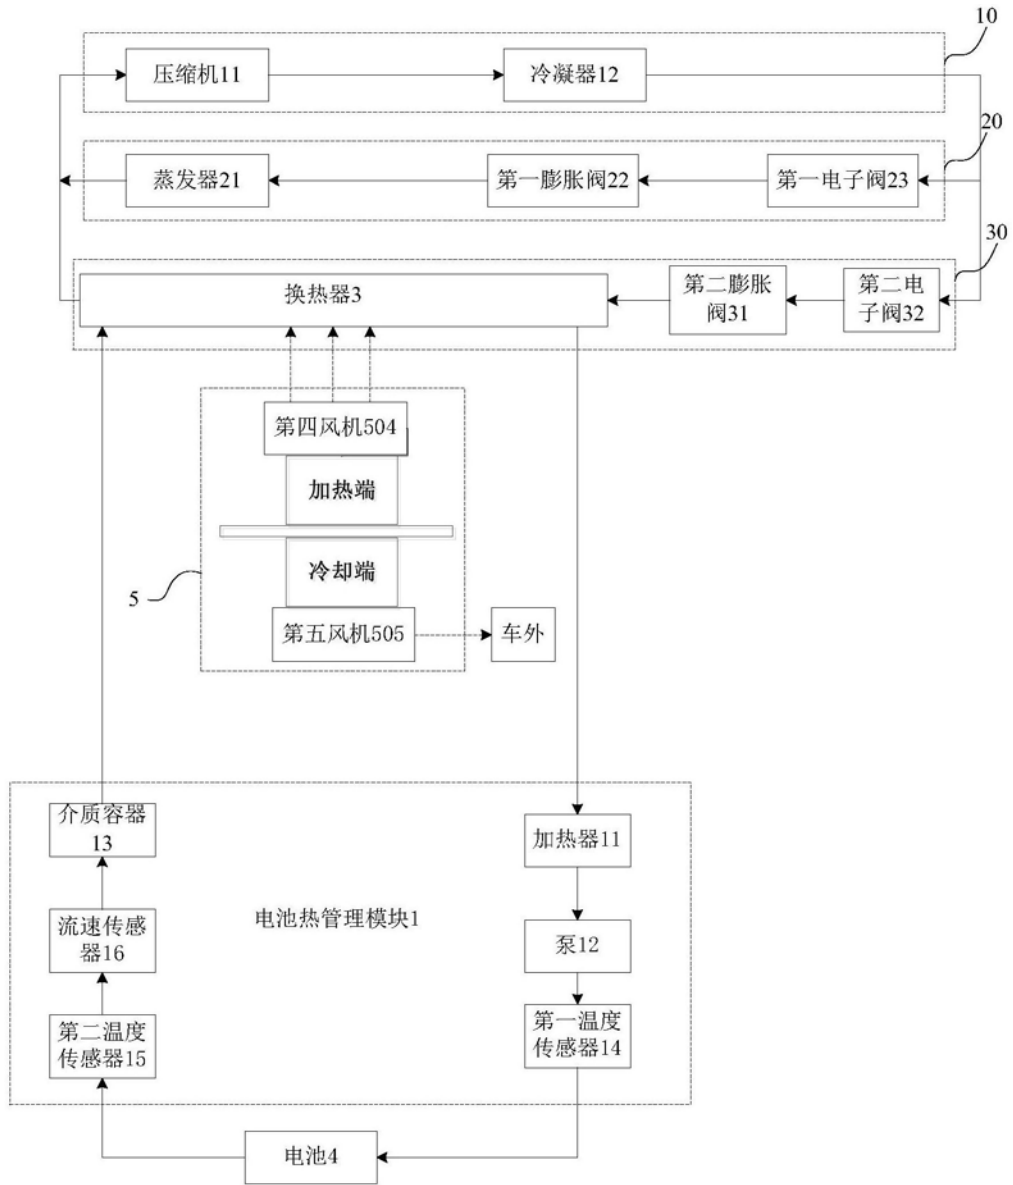 10
压缩机11
冷凝器12
20
蒸发器21
第一膨胀阀22
第一电子阀23
30
换热器3
第二膨胀
阀31
第二电
子阀32
第四风机504
加热端
冷却端
5
第五风机505
车外
介质容器
13
加热器11
流速传感
器16
电池热管理模块1
泵12
第二温度
传感器15
第一温度
传感器14
电池4